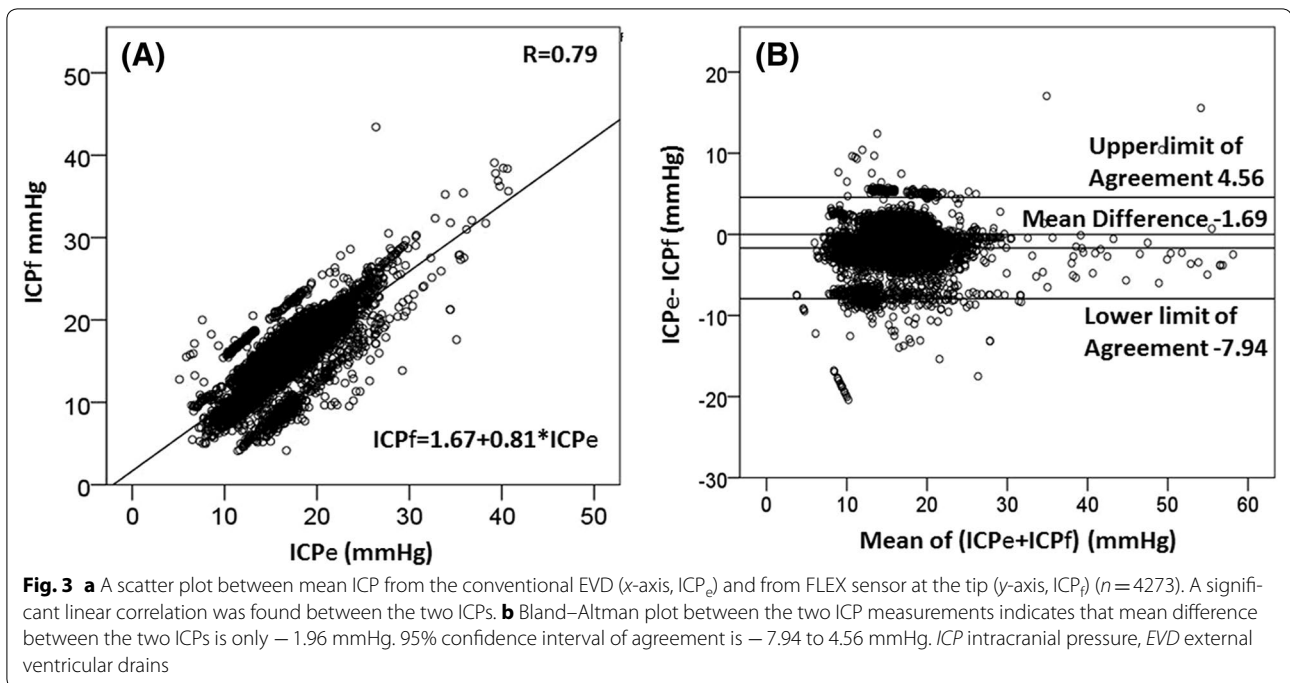 (A)
R=0.79
50
40
30
20
10
0
ICPf mmHg
ICPf=1.67+0.81*ICPe
0 10 20 30 40 50
ICPe (mmHg)
(B)
20
10
0
-10
-20
-30
ICPe- ICPf (mmHg)
Upper limit of
Agreement 4.56
Mean Difference -1.69
Lower limit of
Agreement -7.94
0 10 20 30 40 50 60
Mean of (ICPe+ICPf) (mmHg)
Fig. 3 a A scatter plot between mean ICP from the conventional EVD (x-axis, ICPe) and from FLEX sensor at the tip (y-axis, ICPf) (n = 4273). A signifi-
cant linear correlation was found between the two ICPs. b Bland–Altman plot between the two ICP measurements indicates that mean difference
between the two ICPs is only − 1.96 mmHg. 95% confidence interval of agreement is − 7.94 to 4.56 mmHg. ICP intracranial pressure, EVD external
ventricular drains